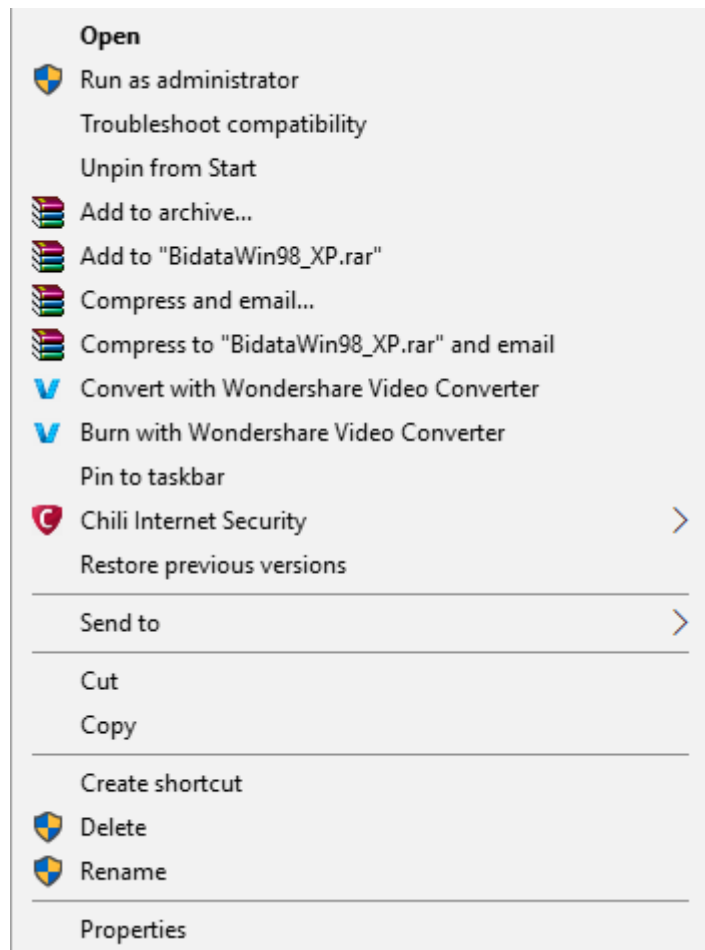 Open
Run as administrator
Troubleshoot compatibility
Unpin from Start
Add to archive...
Add to "BidataWin98_XP.rar"
Compress and email...
Compress to "BidataWin98_XP.rar" and email
Convert with Wondershare Video Converter
Burn with Wondershare Video Converter
Pin to taskbar
Chili Internet Security
Restore previous versions
Send to
Cut
Copy
Create shortcut
Delete
Rename
Properties